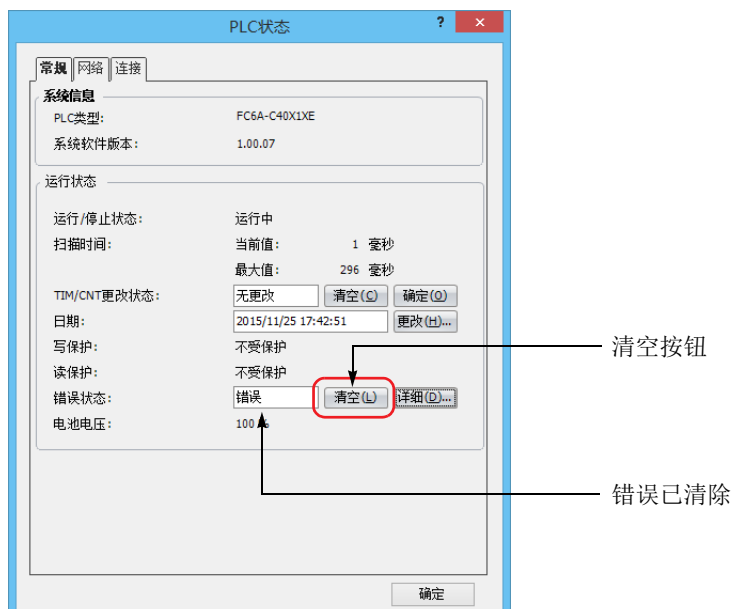 PLC状态 ? ×
常规 网络 连接
系统信息
PLC类型: FC6A-C40X1XE
系统软件版本: 1.00.07
运行状态
运行/停止状态: 运行中
扫描时间: 当前值: 1 毫秒
最大值: 296 毫秒
TIM/CNT更改状态: 无更改 清空(C) 确定(O)
日期: 2015/11/25 17:42:51 更改(H)...
写保护: 不受保护
清空按钮
读保护: 不受保护
错误状态: 错误 清空(L) 详细(D)...
电池电压: 100 %
错误已清除
确定